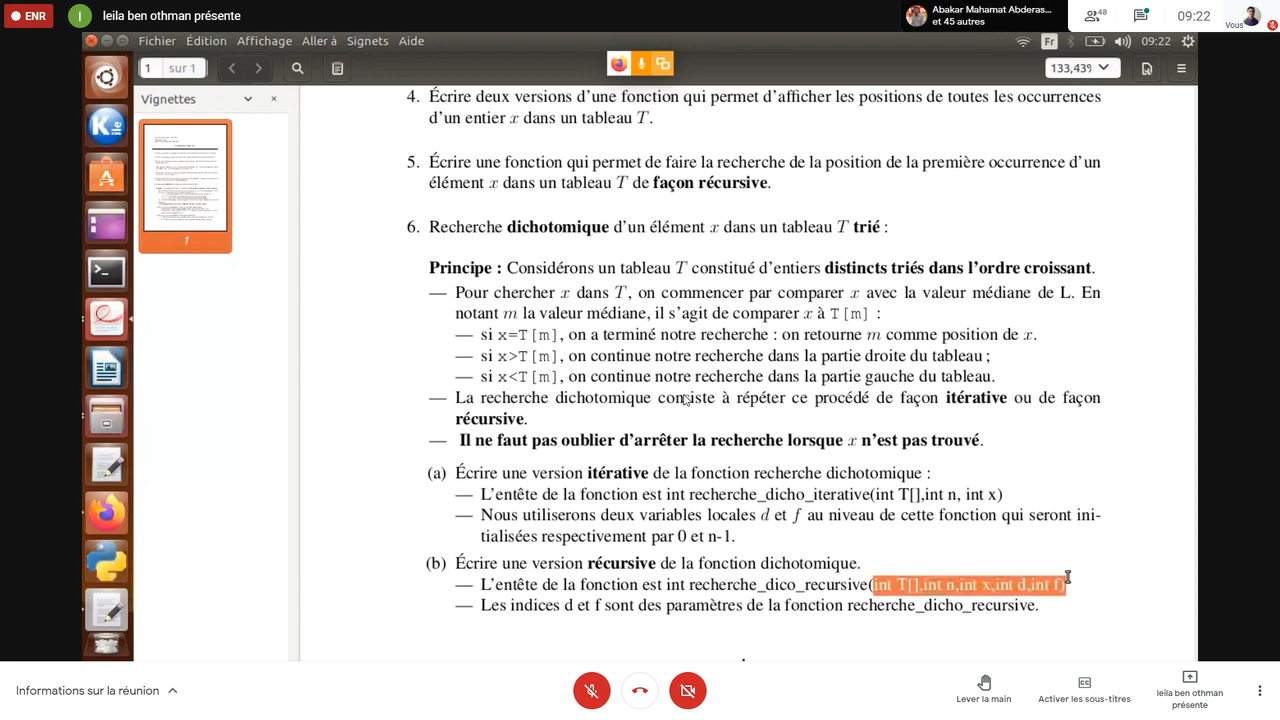 ENR
l
leila ben othman présente
Abakar Mahamat Abderas...
et 45 autres
48
09:22
Vous
Fichier Édition Affichage Aller à Signets Aide
Fr
09:22
1 sur 1
133,43%
Vignettes
1
4. Écrire deux versions d'une fonction qui permet d'afficher les positions de toutes les occurrences
d'un entier x dans un tableau T.
5. Écrire une fonction qui permet de faire la recherche de la position de la première occurrence d'un
élément x dans un tableau T de façon récursive.
6. Recherche dichotomique d'un élément x dans un tableau T trié :
Principe : Considérons un tableau T constitué d'entiers distincts triés dans l'ordre croissant.
— Pour chercher x dans T, on commencer par comparer x avec la valeur médiane de L. En
notant m la valeur médiane, il s'agit de comparer x à T[m] :
— si x=T[m], on a terminé notre recherche : on retourne m comme position de x.
— si x>T[m], on continue notre recherche dans la partie droite du tableau ;
— si x<T[m], on continue notre recherche dans la partie gauche du tableau.
— La recherche dichotomique consiste à répéter ce procédé de façon itérative ou de façon
récursive.
— Il ne faut pas oublier d'arrêter la recherche lorsque x n'est pas trouvé.
(a) Écrire une version itérative de la fonction recherche dichotomique :
— L'entête de la fonction est int recherche_dicho_iterative(int T[],int n, int x)
— Nous utiliserons deux variables locales d et f au niveau de cette fonction qui seront ini-
tialisées respectivement par 0 et n-1.
(b) Écrire une version récursive de la fonction dichotomique.
— L'entête de la fonction est int recherche_dico_recursive(int T[],int n,int x,int d,int f)
— Les indices d et f sont des paramètres de la fonction recherche_dicho_recursive.
Informations sur la réunion
Lever la main
Activer les sous-titres
leila ben othman
présente